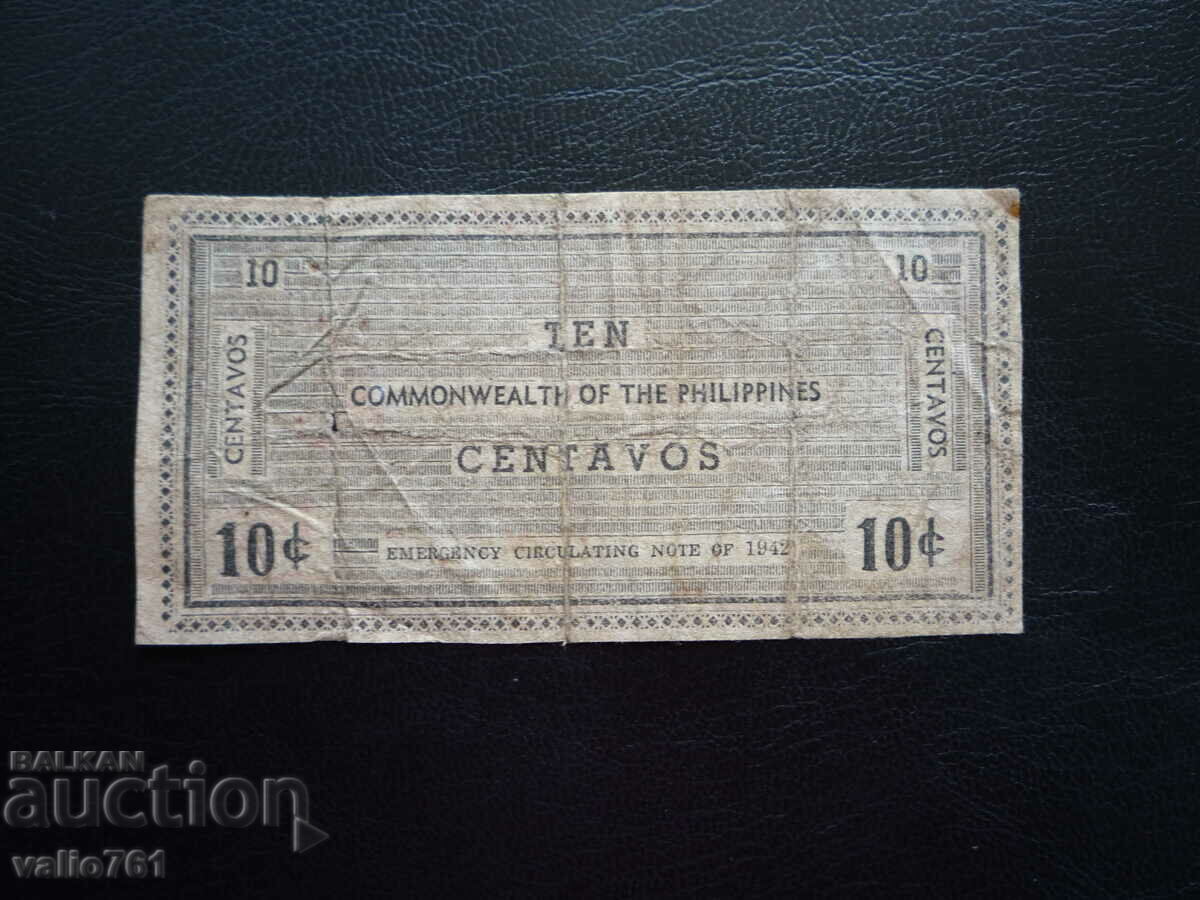 10 10
TEN
COMMONWEALTH OF THE PHILIPPINES
CENTAVOS
CENTAVOS
CENTAVOS
10¢ 10¢
EMERGENCY CIRCULATING NOTE OF 1942
BALKAN
auction
valio761